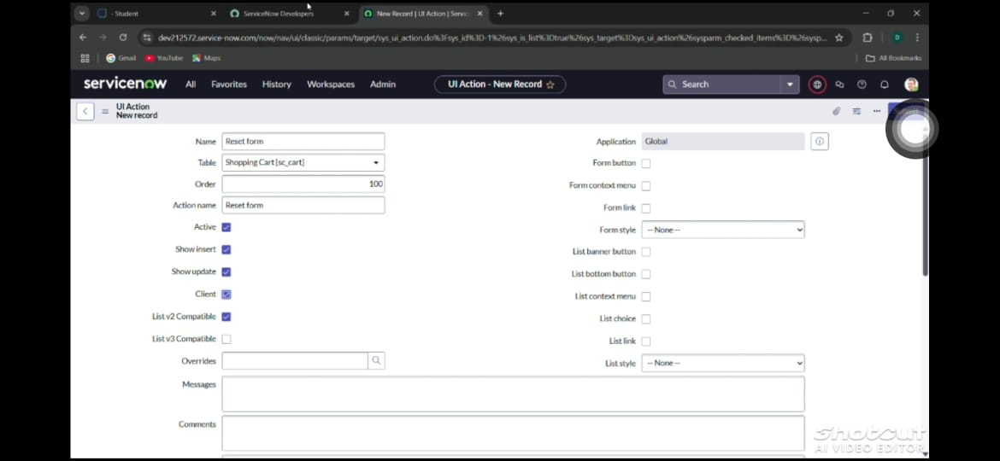 - Student
ServiceNow Developers
New Record | UI Action | Servic
dev212572.service-now.com/now/nav/ui/classic/params/target/sys_ui_action.do%3Fsys_id%3D-1%26sys_is_list%3Dtrue%26sys_target%3Dsys_ui_action%26sysparm_checked_items%3D%26sysp...
Gmail YouTube Maps All Bookmarks
servicenow All Favorites History Workspaces Admin UI Action - New Record Search
UI Action
New record
Name Reset form Application Global
Table Shopping Cart [sc_cart] Form button
Order 100 Form context menu
Action name Reset form Form link
Active Form style -- None --
Show insert List banner button
Show update List bottom button
Client List context menu
List v2 Compatible List choice
List v3 Compatible List link
Overrides List style -- None --
Messages
Comments
Shotcut
AI VIDEO EDITOR